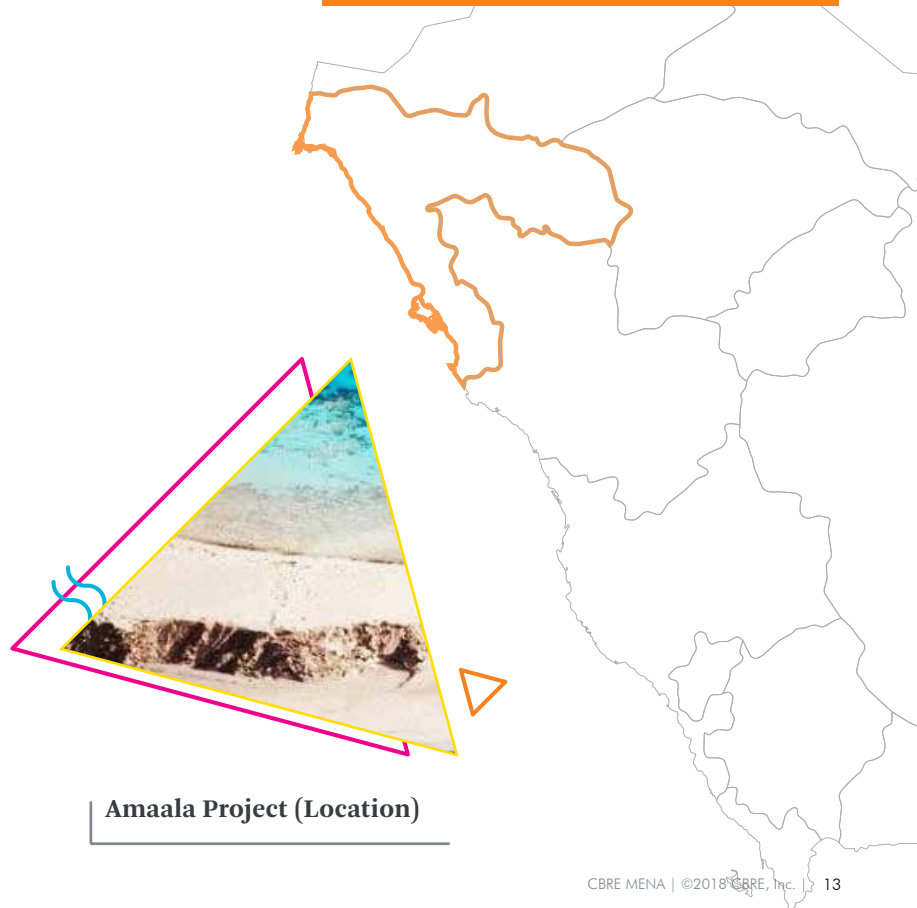 Amaala Project (Location)
CBRE MENA | ©2018 CBRE, Inc. | 13